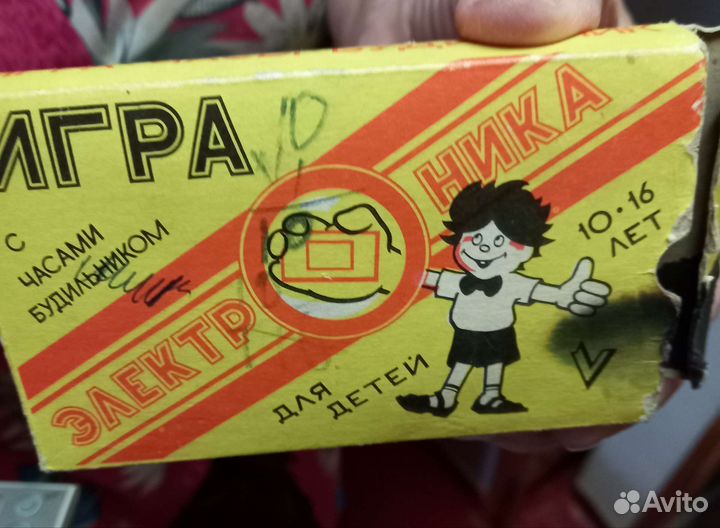 ИГРА
С
ЧАСАМИ
БУДИЛЬНИКОМ
ЭЛЕКТР НИКА
ДЛЯ ДЕТЕЙ
10·16
ЛЕТ
Avito